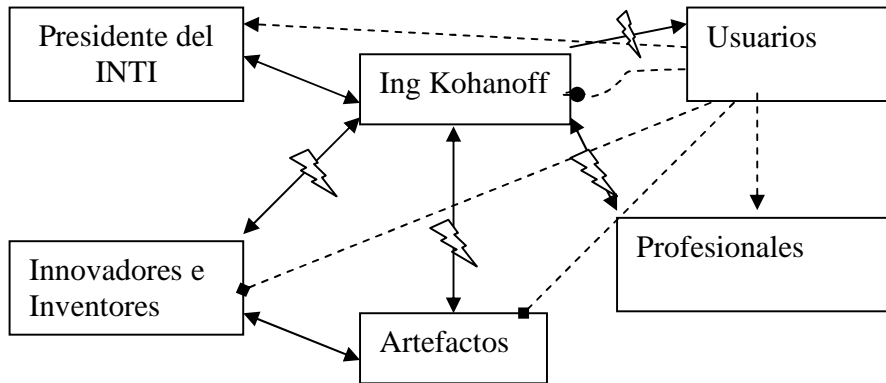 Presidente del
INTI
Usuarios
Ing Kohanoff
Innovadores e
Inventores
Profesionales
Artefactos